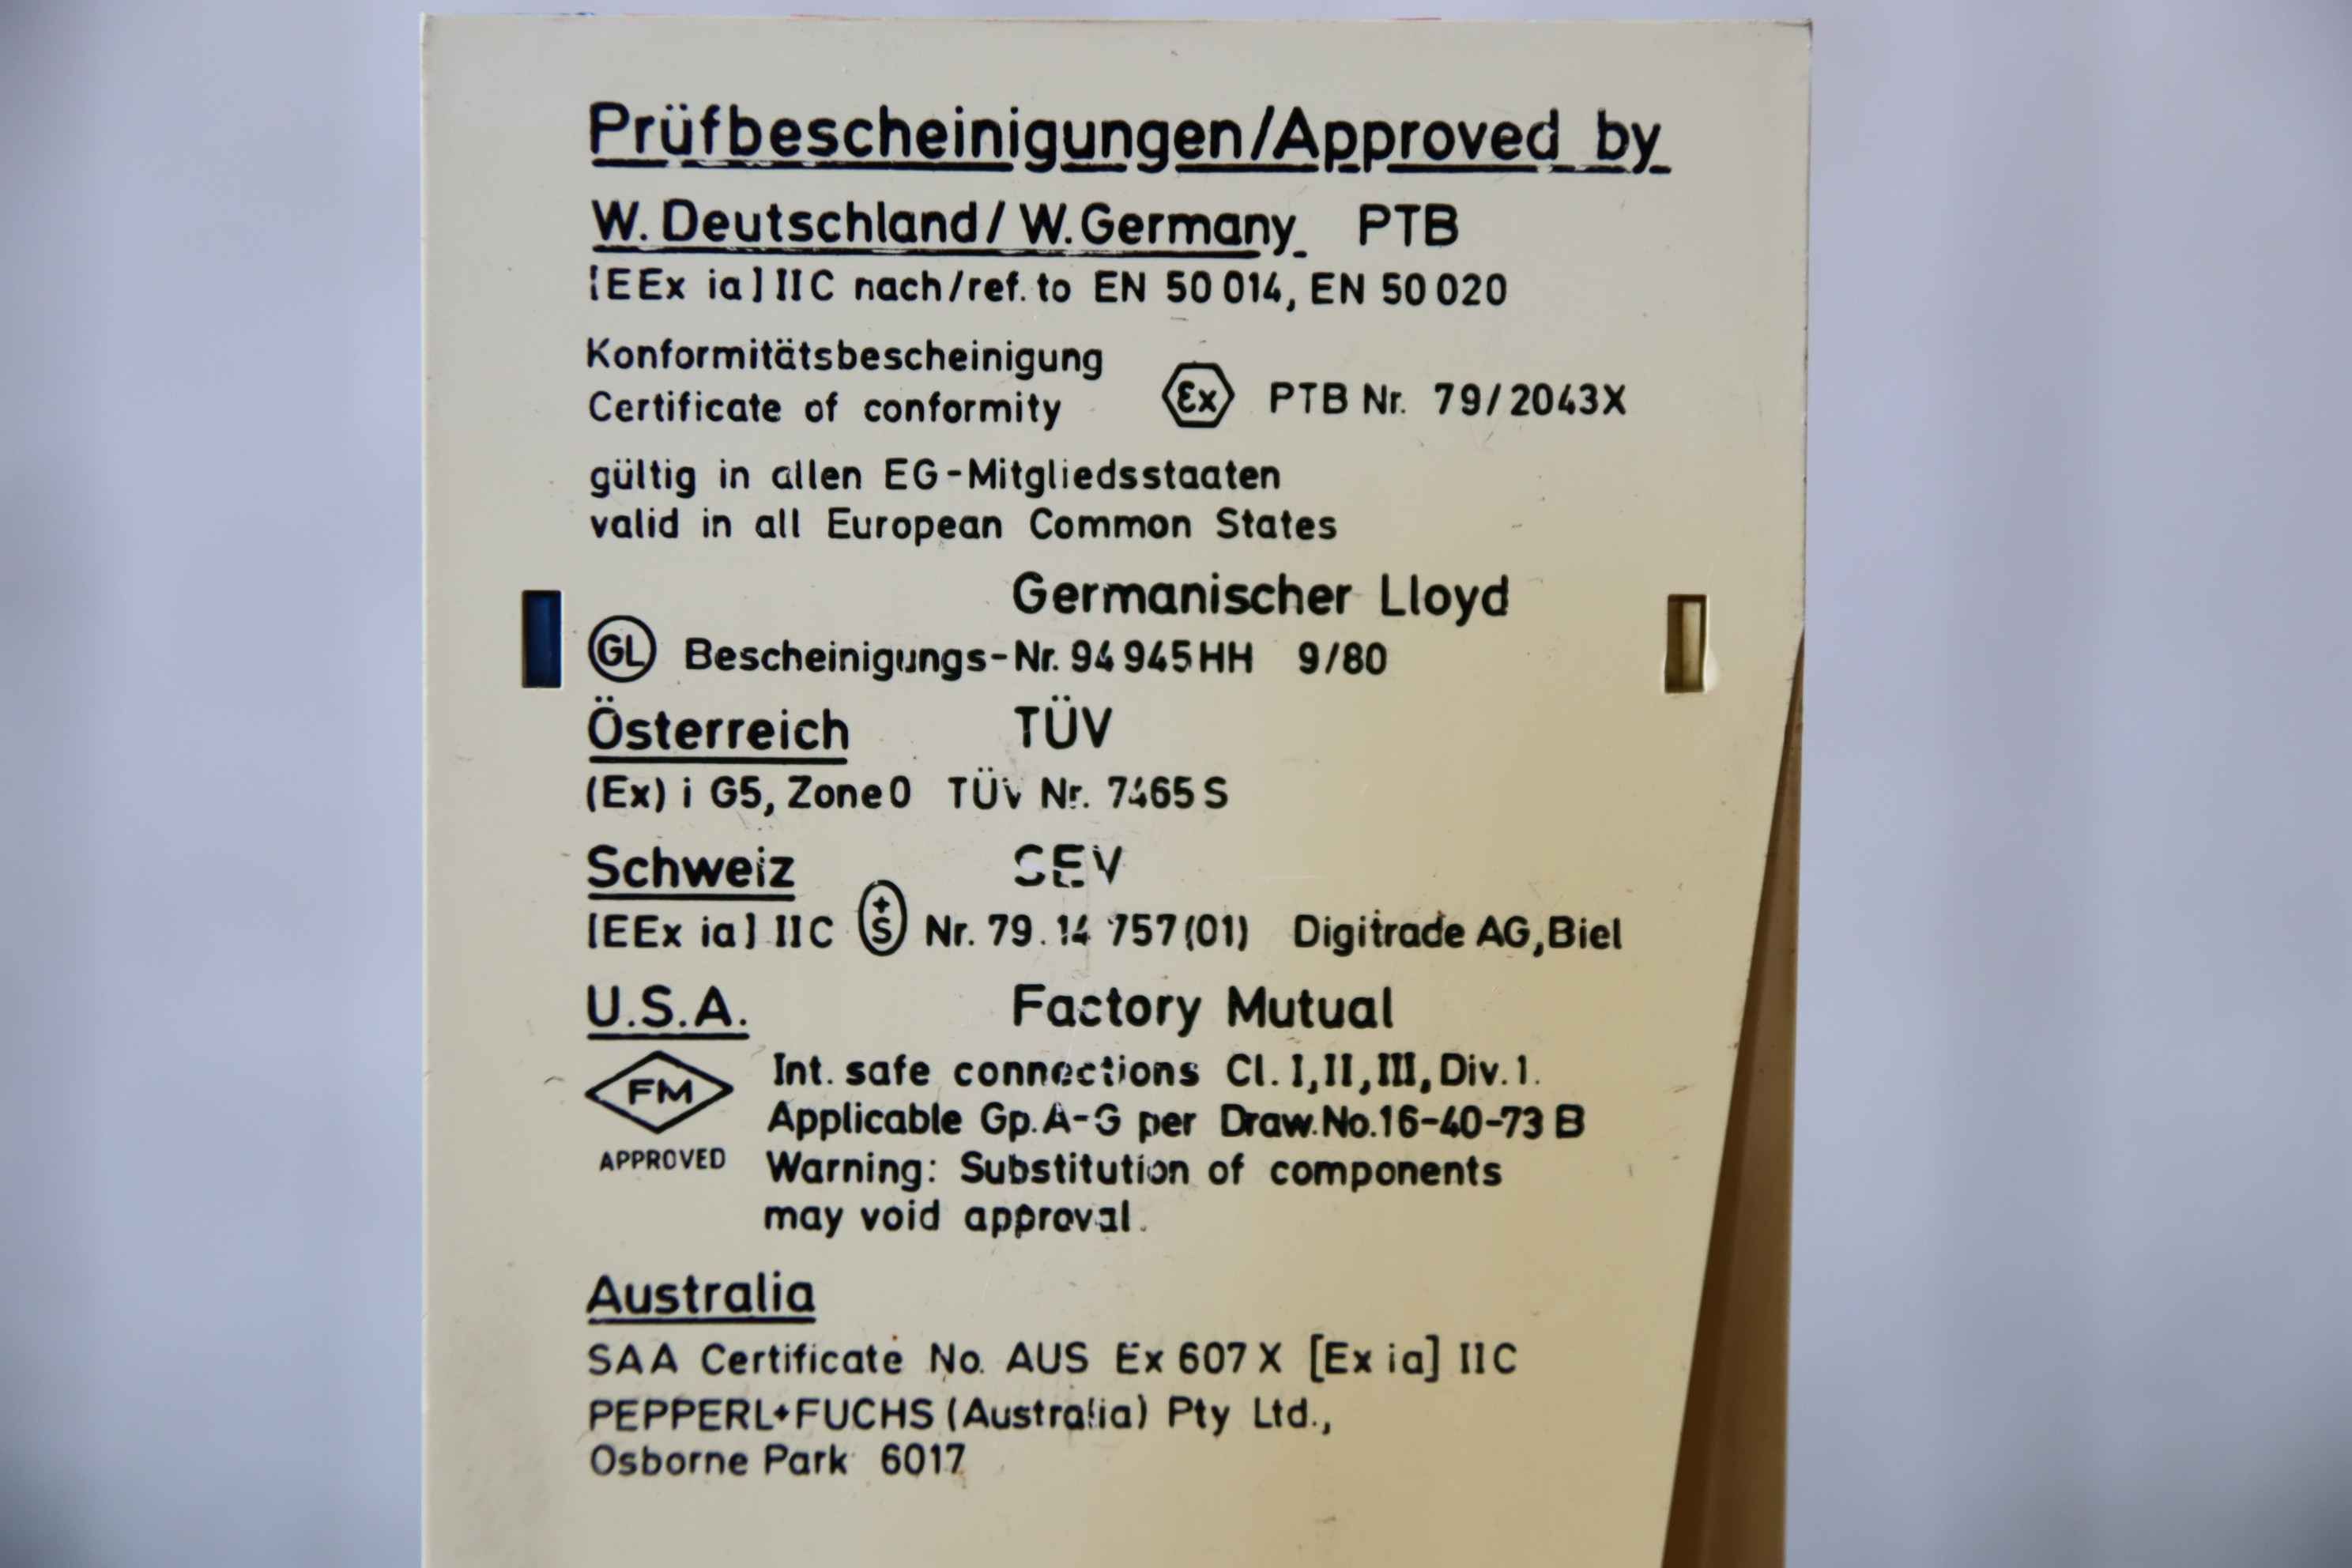 Prüfbescheinigungen/Approved by
W. Deutschland/W. Germany PTB
[EEx ia] IIC nach/ref. to EN 50 014, EN 50 020
Konformitätsbescheinigung
Certificate of conformity Ex PTB Nr. 79/2043X
gültig in allen EG-Mitgliedsstaaten
valid in all European Common States
Germanischer Lloyd
GL Bescheinigungs-Nr. 94 945 HH 9/80
Österreich TÜV
(Ex) i G5, Zone 0 TÜV Nr. 7465 S
Schweiz SEV
[EEx ia] IIC +S Nr. 79.14 757 (01) Digitrade AG, Biel
U.S.A. Factory Mutual
FM APPROVED
Int. safe connections Cl. I, II, III, Div. 1.
Applicable Gp. A-G per Draw. No. 16-40-73 B
Warning: Substitution of components
may void approval.
Australia
SAA Certificate No. AUS Ex 607 X [Ex ia] IIC
PEPPERL+FUCHS (Australia) Pty Ltd.,
Osborne Park 6017